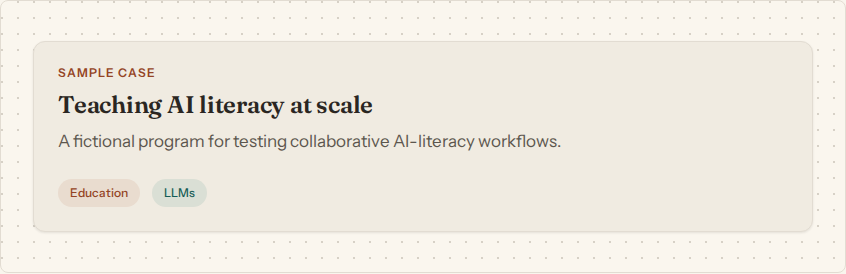 SAMPLE CASE
Teaching AI literacy at scale
A fictional program for testing collaborative AI-literacy workflows.
Education
LLMs